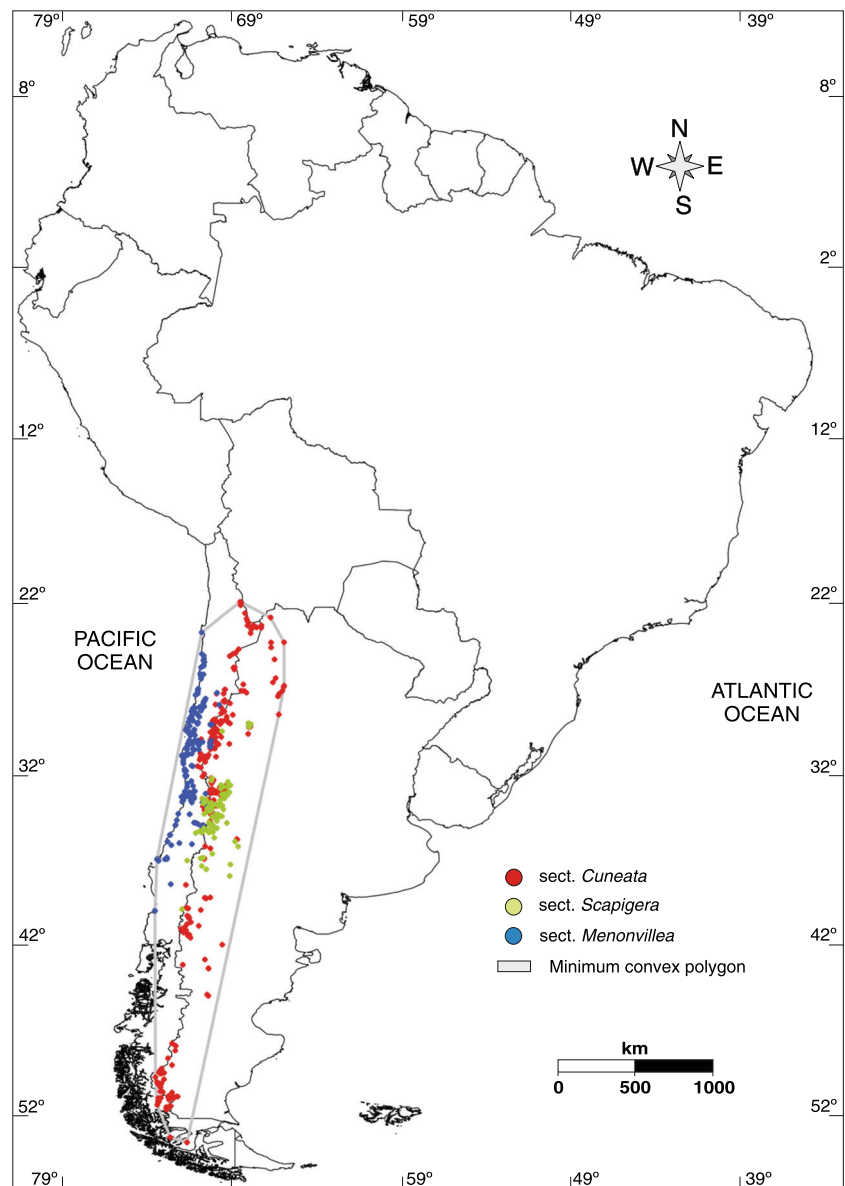 79° 69° 59° 49° 39°
8° 8°
N
W E
S
2°
12° 12°
22° 22°
PACIFIC
OCEAN
ATLANTIC
OCEAN
32° 32°
sect. Cuneata
sect. Scapigera
sect. Menonvillea
42° 42°
Minimum convex polygon
km
0 500 1000
52° 52°
79° 59° 49° 39°